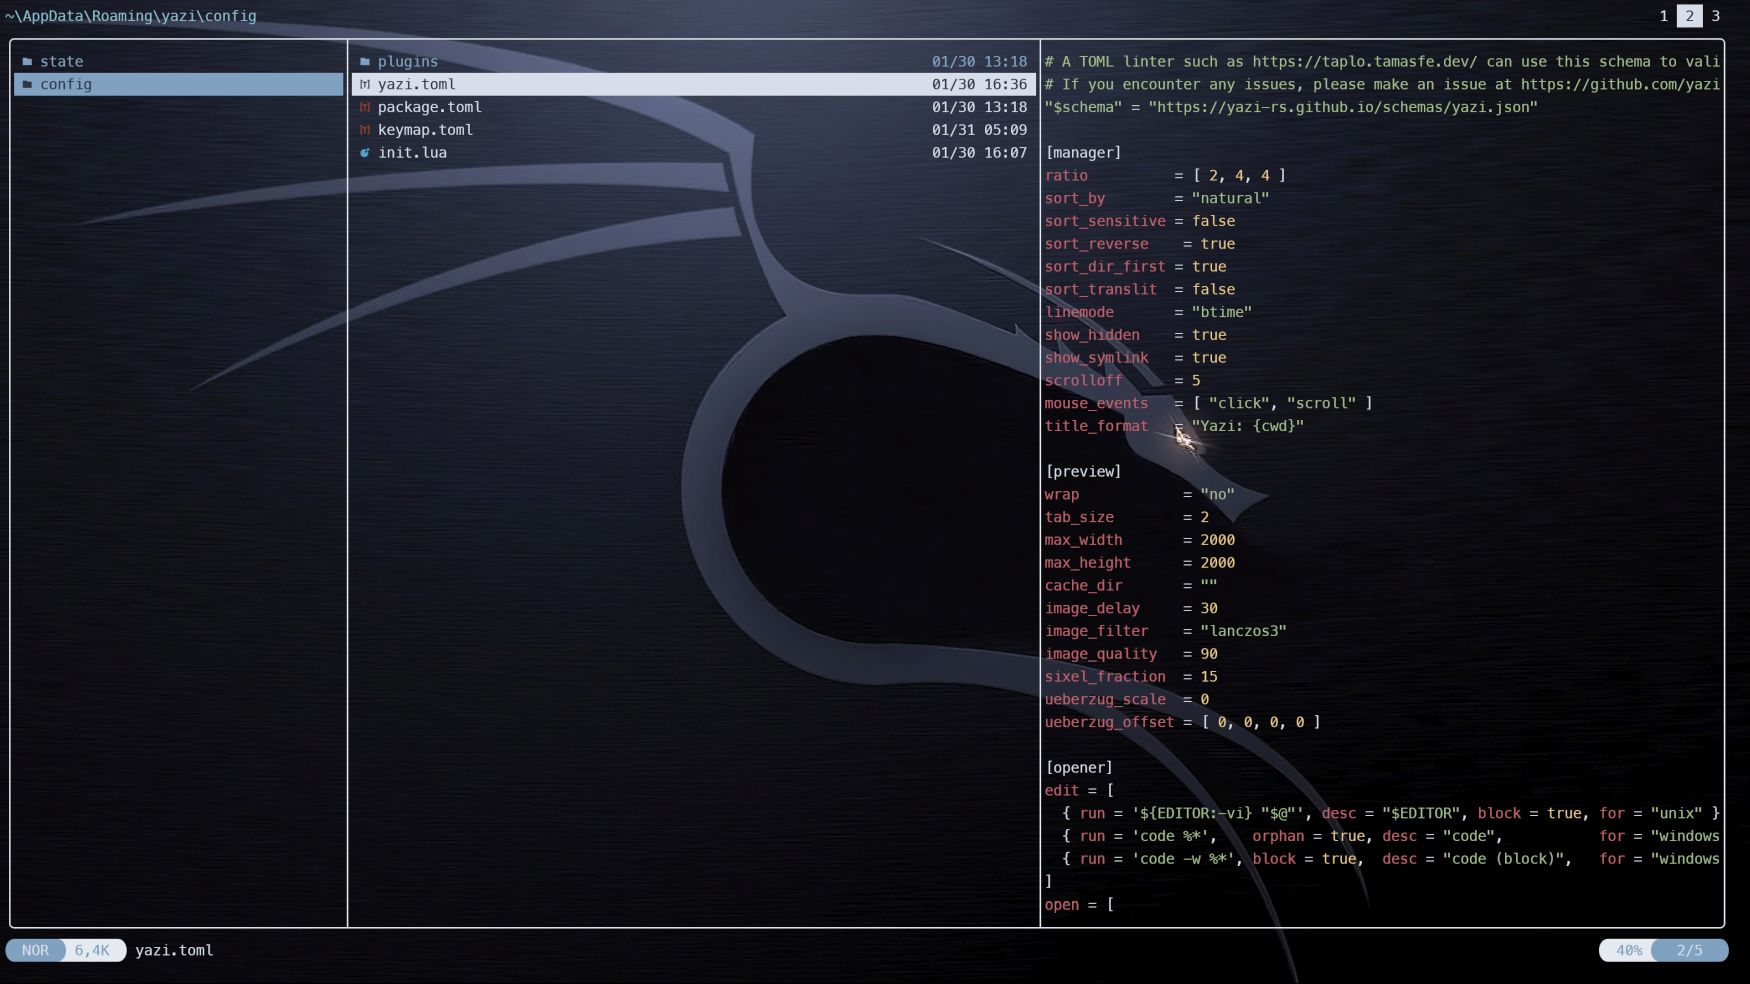 ~\AppData\Roaming\yazi\config
1 2 3
state
config
plugins 01/30 13:18
yazi.toml 01/30 16:36
package.toml 01/30 13:18
keymap.toml 01/31 05:09
init.lua 01/30 16:07
# A TOML linter such as https://taplo.tamasfe.dev/ can use this schema to vali
# If you encounter any issues, please make an issue at https://github.com/yazi
"$schema" = "https://yazi-rs.github.io/schemas/yazi.json"
[manager]
ratio = [ 2, 4, 4 ]
sort_by = "natural"
sort_sensitive = false
sort_reverse = true
sort_dir_first = true
sort_translit = false
linemode = "btime"
show_hidden = true
show_symlink = true
scrolloff = 5
mouse_events = [ "click", "scroll" ]
title_format = "Yazi: {cwd}"
[preview]
wrap = "no"
tab_size = 2
max_width = 2000
max_height = 2000
cache_dir = ""
image_delay = 30
image_filter = "lanczos3"
image_quality = 90
sixel_fraction = 15
ueberzug_scale = 0
ueberzug_offset = [ 0, 0, 0, 0 ]
[opener]
edit = [
{ run = '${EDITOR:-vi} "$@"', desc = "$EDITOR", block = true, for = "unix" }
{ run = 'code %*', orphan = true, desc = "code", for = "windows
{ run = 'code -w %*', block = true, desc = "code (block)", for = "windows
]
open = [
NOR 6,4K yazi.toml
40% 2/5